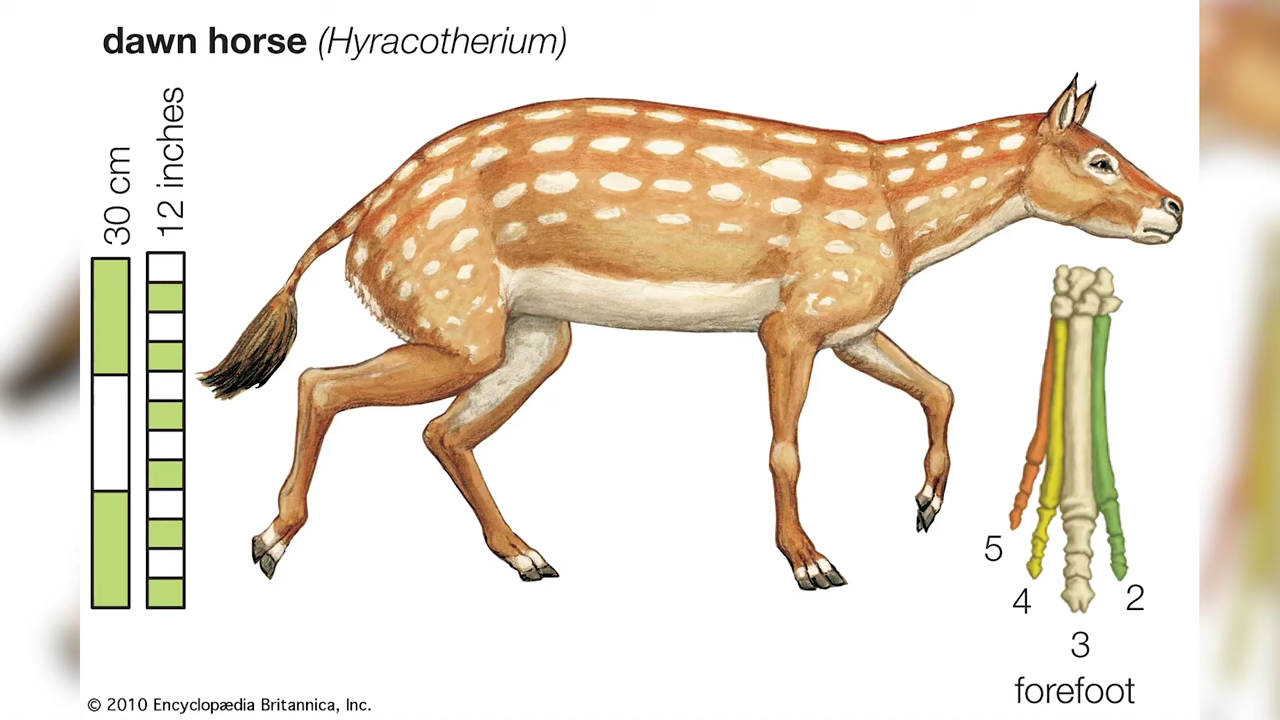 dawn horse (Hyracotherium)
30 cm
12 inches
5
4
3
2
forefoot
© 2010 Encyclopædia Britannica, Inc.